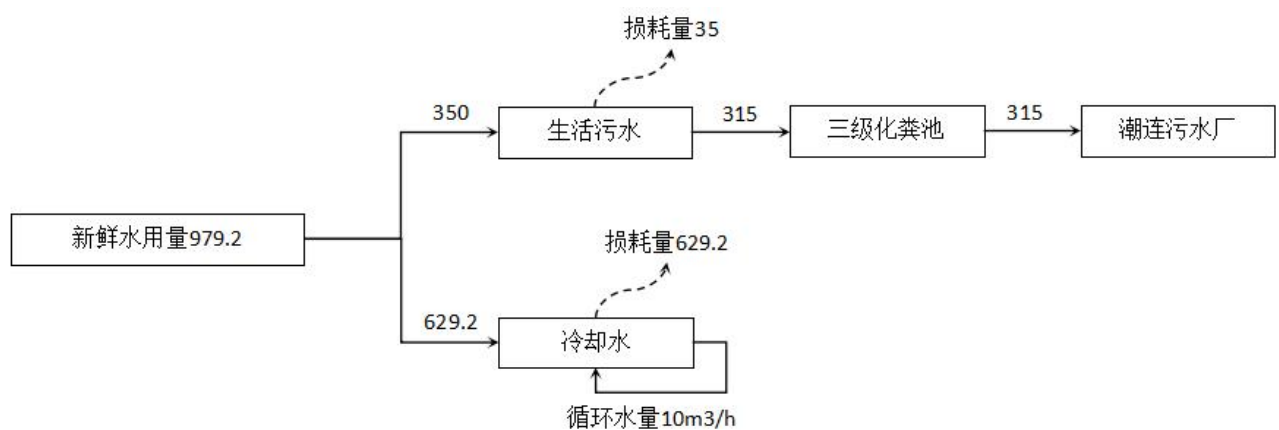 损耗量35
350
生活污水
315
三级化粪池
315
潮连污水厂
新鲜水用量979.2
损耗量629.2
629.2
冷却水
循环水量10m3/h